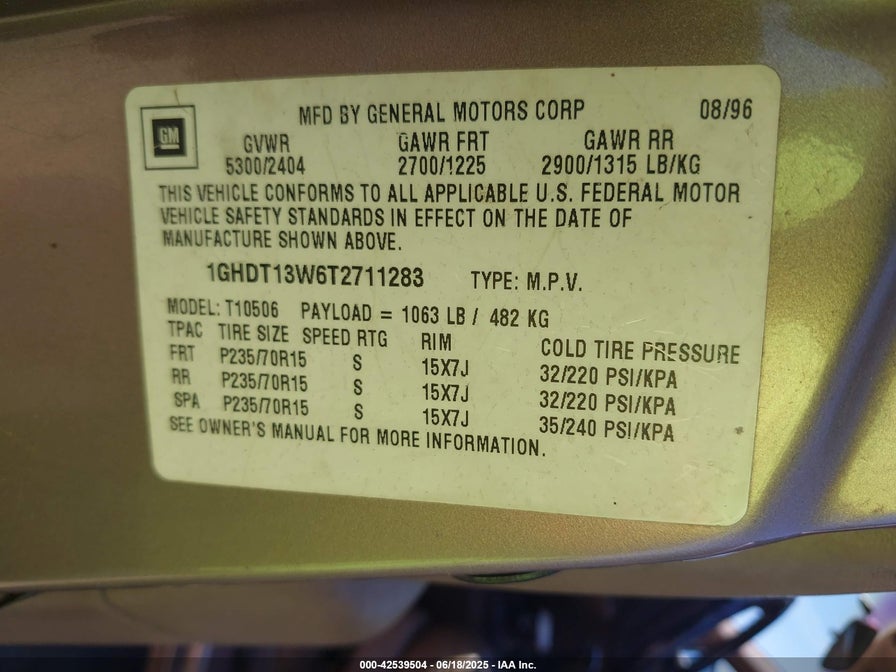 MFD BY GENERAL MOTORS CORP 08/96
GM
GVWR GAWR FRT GAWR RR
5300/2404 2700/1225 2900/1315 LB/KG
THIS VEHICLE CONFORMS TO ALL APPLICABLE U.S. FEDERAL MOTOR
VEHICLE SAFETY STANDARDS IN EFFECT ON THE DATE OF
MANUFACTURE SHOWN ABOVE.
1GHDT13W6T2711283 TYPE: M.P.V.
MODEL: T10506 PAYLOAD = 1063 LB / 482 KG
TPAC TIRE SIZE SPEED RTG RIM COLD TIRE PRESSURE
FRT P235/70R15 S 15X7J 32/220 PSI/KPA
RR P235/70R15 S 15X7J 32/220 PSI/KPA
SPA P235/70R15 S 15X7J 35/240 PSI/KPA
SEE OWNER'S MANUAL FOR MORE INFORMATION.
000-42539504 - 06/18/2025 - IAA Inc.